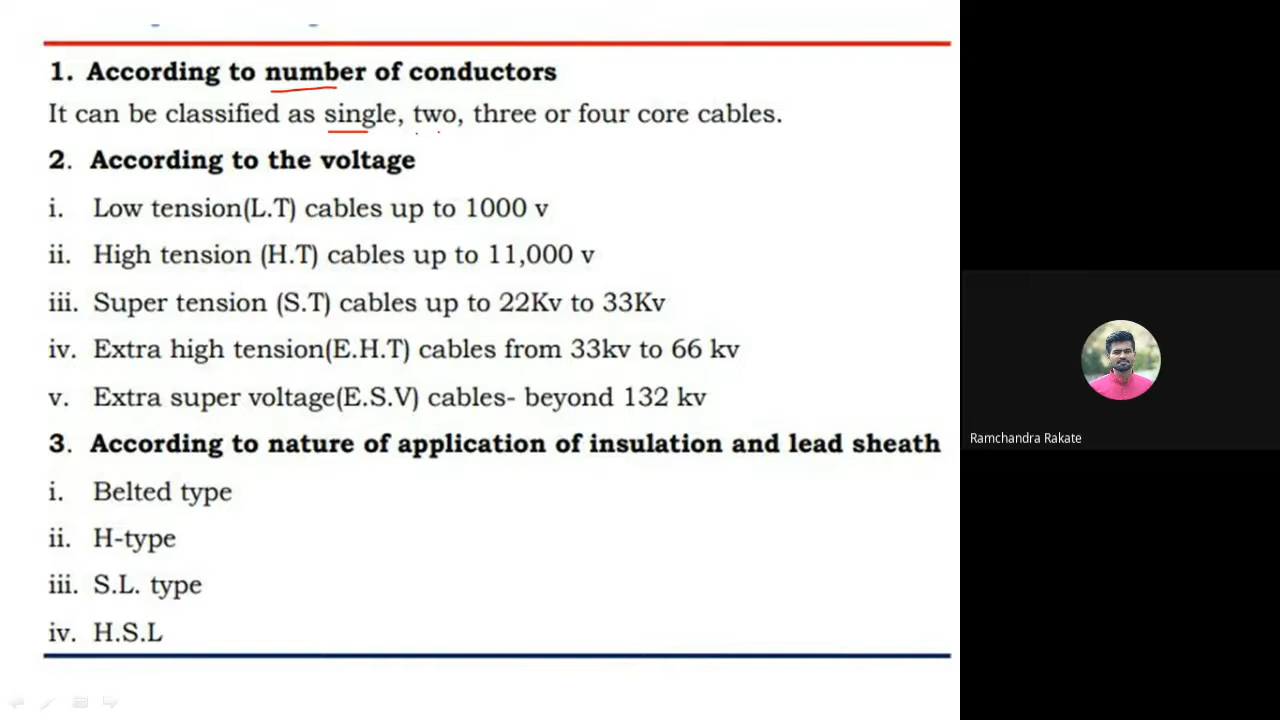 1. According to number of conductors
It can be classified as single, two, three or four core cables.
2. According to the voltage
i. Low tension(L.T) cables up to 1000 v
ii. High tension (H.T) cables up to 11,000 v
iii. Super tension (S.T) cables up to 22Kv to 33Kv
iv. Extra high tension(E.H.T) cables from 33kv to 66 kv
v. Extra super voltage(E.S.V) cables- beyond 132 kv
3. According to nature of application of insulation and lead sheath
i. Belted type
ii. H-type
iii. S.L. type
iv. H.S.L
Ramchandra Rakate